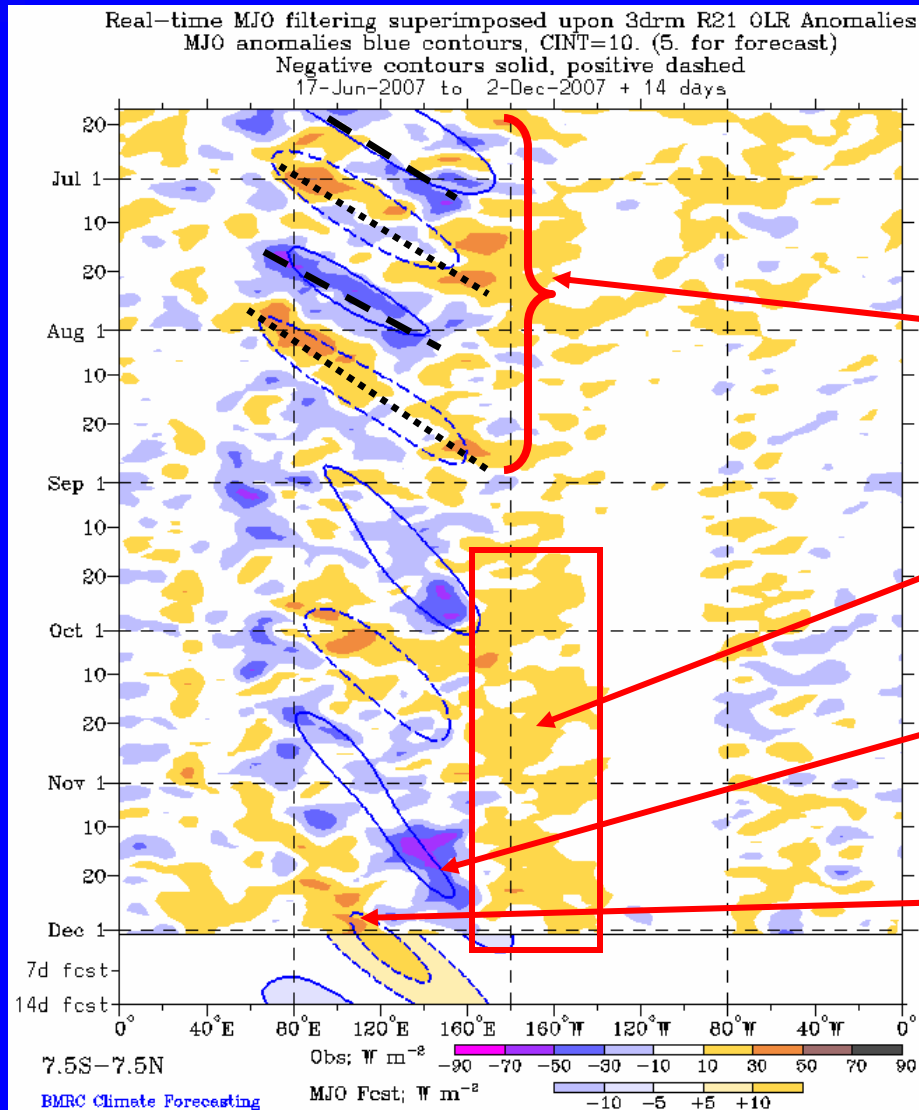 Real-time MJO filtering superimposed upon 3drm R21 OLR Anomalies
MJO anomalies blue contours, CINT=10. (5. for forecast)
Negative contours solid, positive dashed
17-Jun-2007 to 2-Dec-2007 + 14 days
20
Jul 1
10
20
Aug 1
10
20
Sep 1
10
20
Oct 1
10
20
Nov 1
10
20
Dec 1
7d fcst
14d fcst
0° 40°E 80°E 120°E 160°E 160°W 120°W 80°W 40°W 0°
7.5S-7.5N
Obs; W m⁻²
-90 -70 -50 -30 -10 10 30 50 70 90
BMRC Climate Forecasting
MJO Fcst; W m⁻²
-10 -5 +5 +10